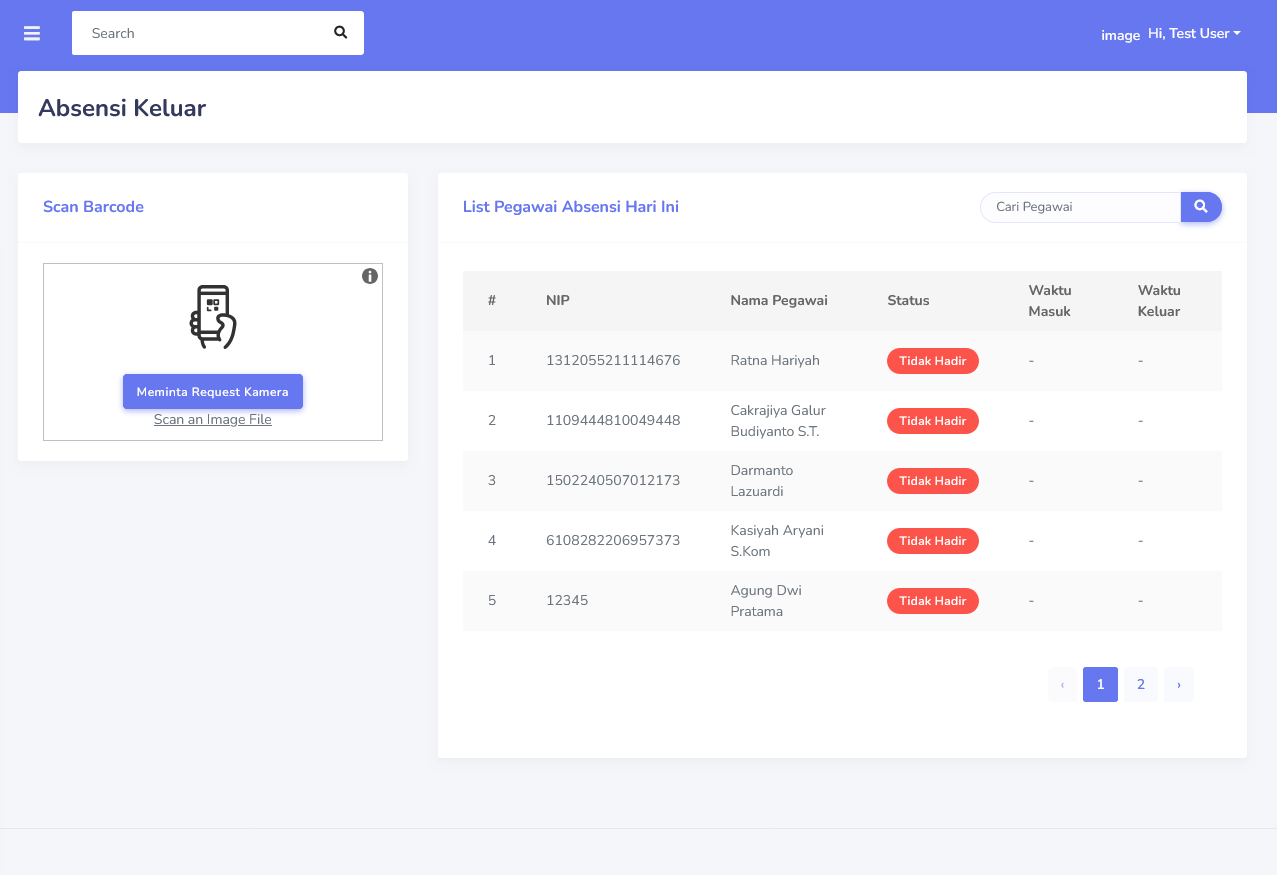 Search
image Hi, Test User
Absensi Keluar
Scan Barcode
Meminta Request Kamera
Scan an Image File
List Pegawai Absensi Hari Ini
Cari Pegawai
# NIP Nama Pegawai Status Waktu Masuk Waktu Keluar
1 1312055211114676 Ratna Hariyah Tidak Hadir - -
2 1109444810049448 Cakrajiya Galur Budiyanto S.T. Tidak Hadir - -
3 1502240507012173 Darmanto Lazuardi Tidak Hadir - -
4 6108282206957373 Kasiyah Aryani S.Kom Tidak Hadir - -
5 12345 Agung Dwi Pratama Tidak Hadir - -
‹ 1 2 ›